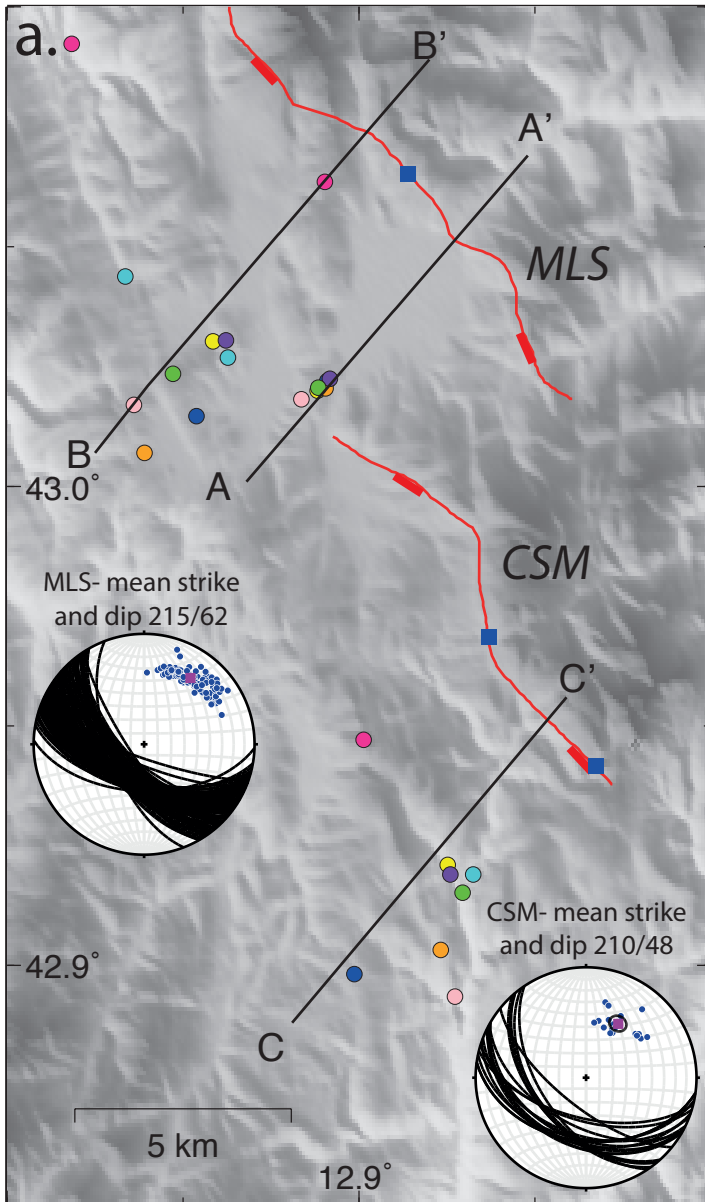 a.
B'
A'
MLS
B
A
43.0°
CSM
MLS- mean strike
and dip 215/62
C'
CSM- mean strike
and dip 210/48
42.9°
C
5 km
12.9°